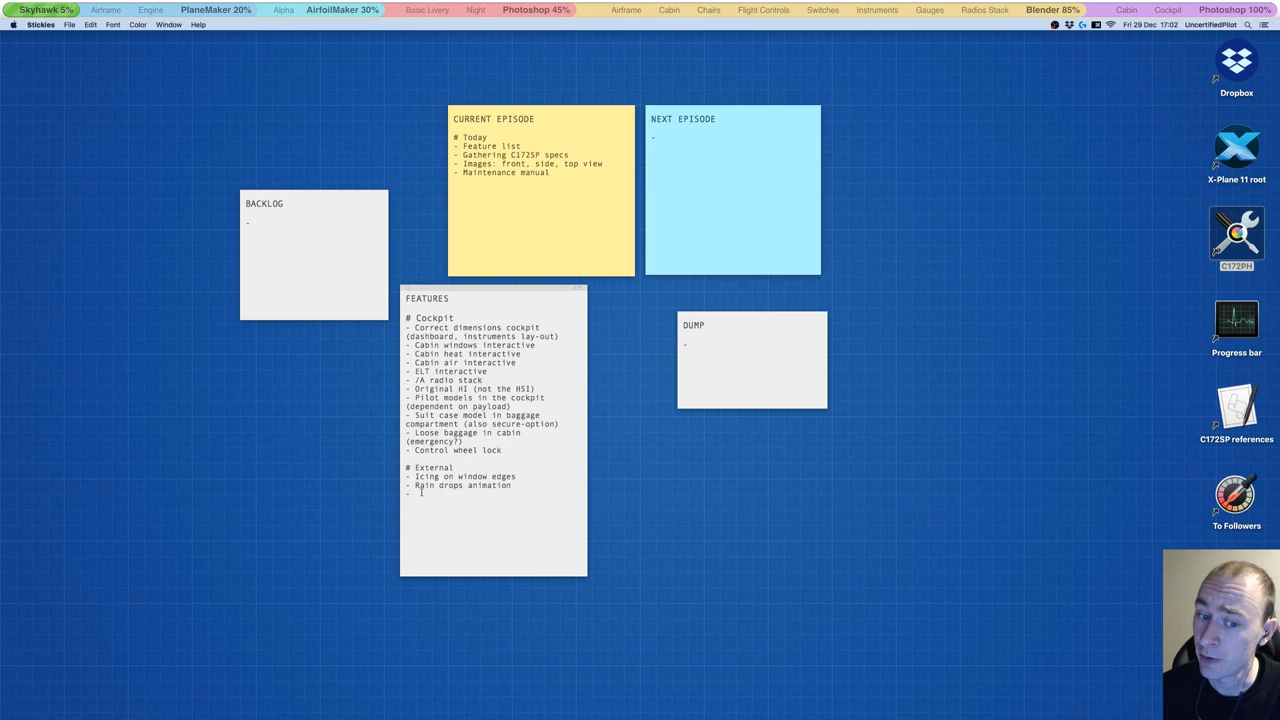 Skyhawk 5% Airframe Engine PlaneMaker 20% Alpha AirfoilMaker 30% Basic Livery Night Photoshop 45% Airframe Cabin Chairs Flight Controls Switches Instruments Gauges Radios Stack Blender 85% Cabin Cockpit Photoshop 100%
Stickies File Edit Font Color Window Help Fri 29 Dec 17:02 UncertifiedPilot
Dropbox
X-Plane 11 root
C172PH
Progress bar
C172SP references
To Followers
CURRENT EPISODE
# Today
- Feature list
- Gathering C172SP specs
- Images: front, side, top view
- Maintenance manual
NEXT EPISODE
-
BACKLOG
-
FEATURES
# Cockpit
- Correct dimensions cockpit
(dashboard, instruments lay-out)
- Cabin windows interactive
- Cabin heat interactive
- Cabin air interactive
- ELT interactive
- /A radio stack
- Original HI (not the HSI)
- Pilot models in the cockpit
(dependent on payload)
- Suit case model in baggage
compartment (also secure-option)
- Loose baggage in cabin
(emergency?)
- Control wheel lock
# External
- Icing on window edges
- Rain drops animation
-
DUMP
-